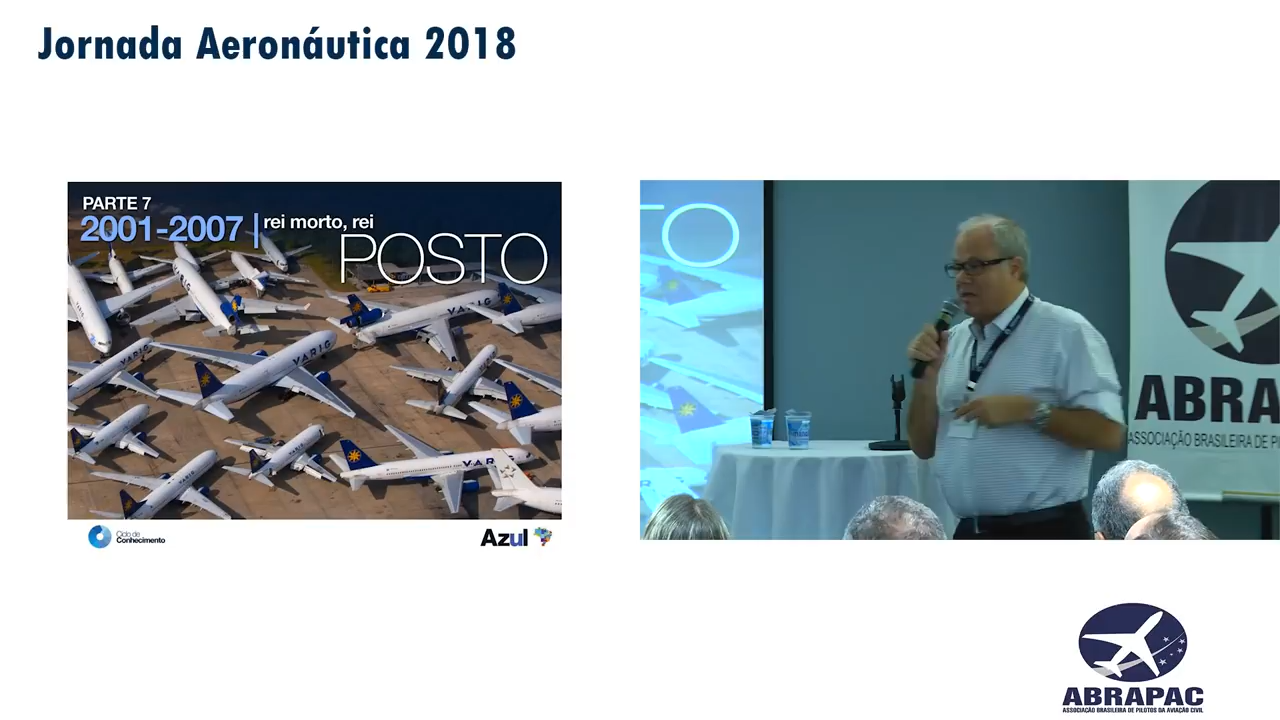 Jornada Aeronáutica 2018
PARTE 7
2001-2007 | rei morto, rei
POSTO
VARIG
VARIG
VARIG
Ciclo de
Conhecimento
Azul
TO
ABRA
ASSOCIAÇÃO BRASILEIRA DE PI
ABRAPAC
ASSOCIAÇÃO BRASILEIRA DE PILOTOS DA AVIAÇÃO CIVIL